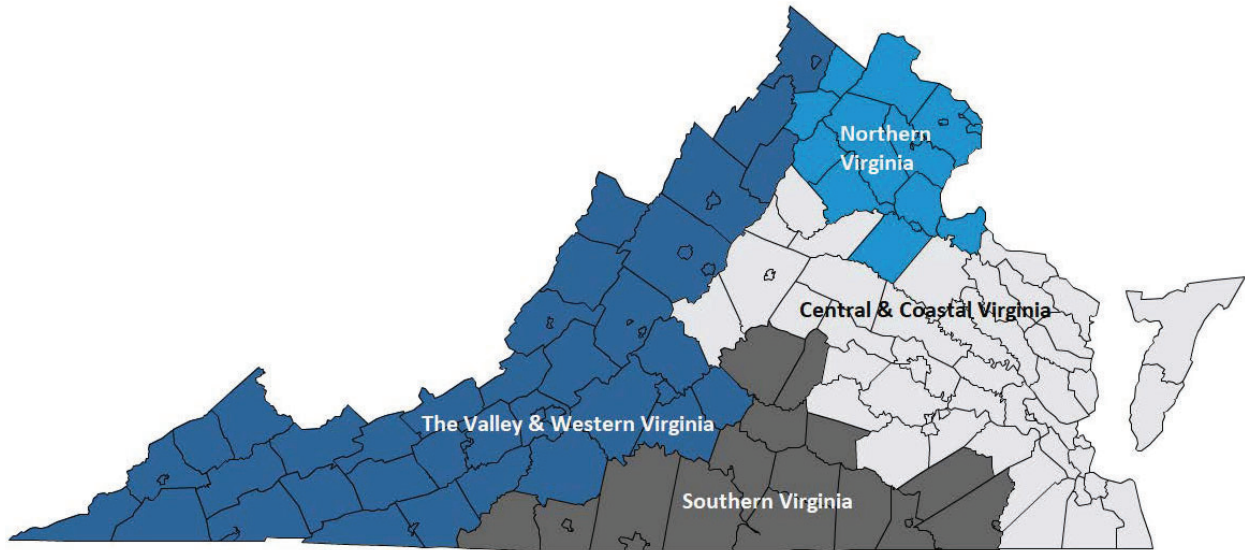 Northern
Virginia
Central & Coastal Virginia
The Valley & Western Virginia
Southern Virginia